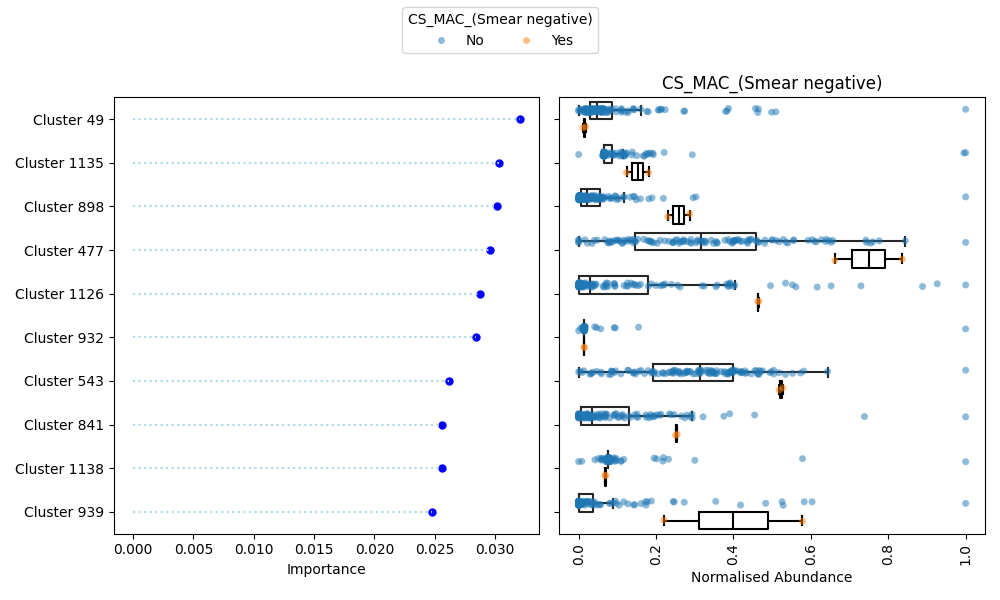 CS_MAC_(Smear negative)
No Yes
CS_MAC_(Smear negative)
Cluster 49
Cluster 1135
Cluster 898
Cluster 477
Cluster 1126
Cluster 932
Cluster 543
Cluster 841
Cluster 1138
Cluster 939
0.000 0.005 0.010 0.015 0.020 0.025 0.030
Importance
0.0 0.2 0.4 0.6 0.8 1.0
Normalised Abundance